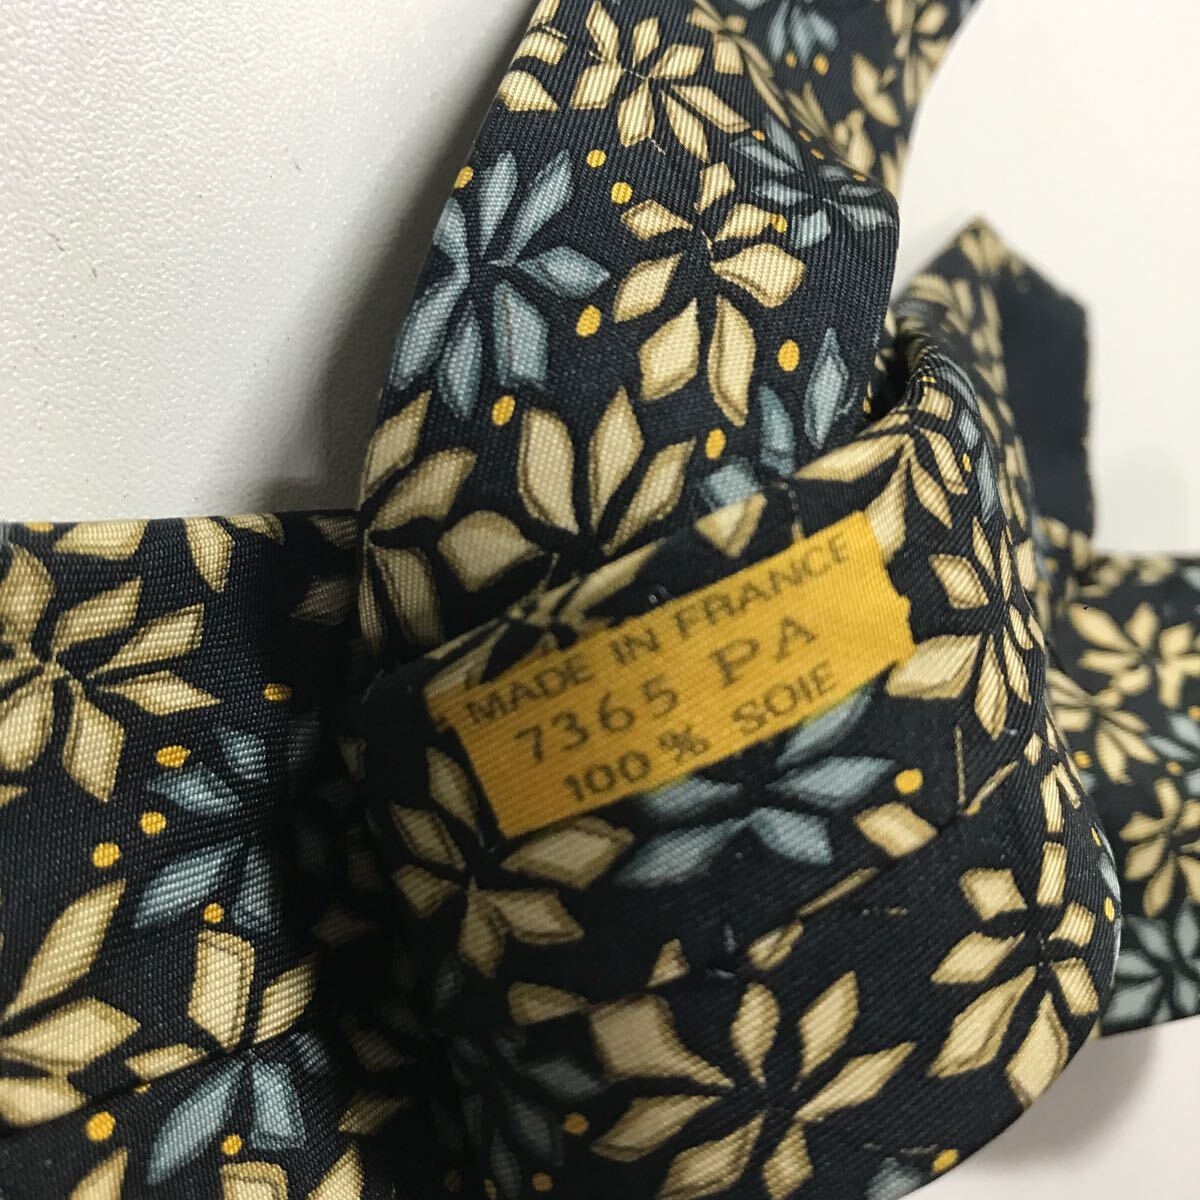 MADE IN FRANCE
7365 PA
100% SOIE